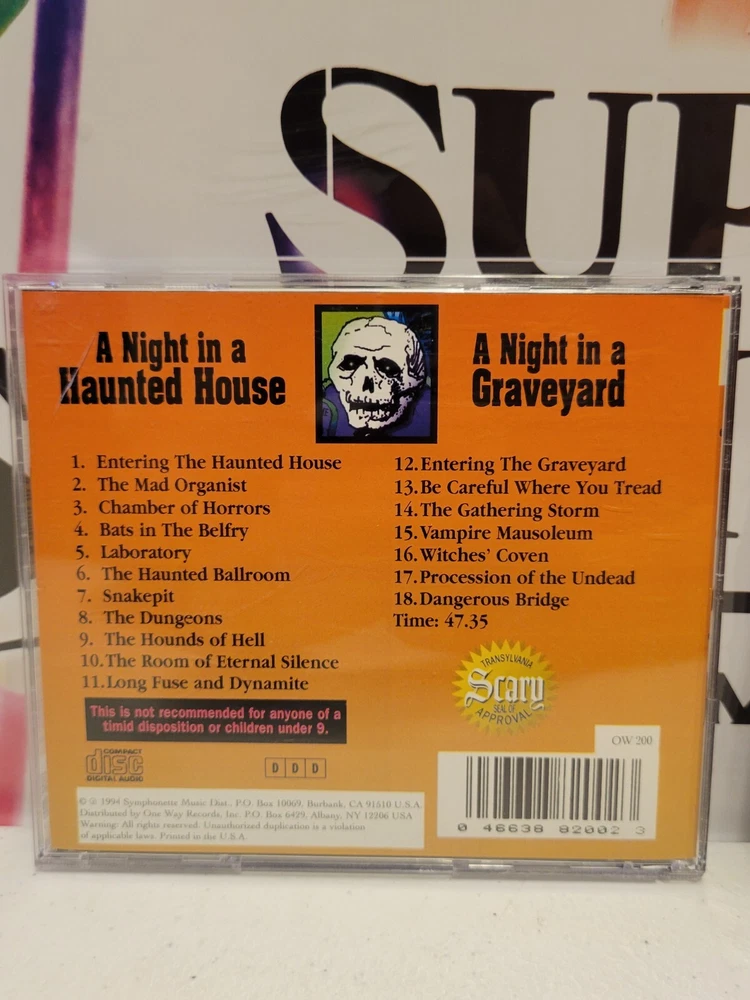 SUP
A Night in a
Haunted House
A Night in a
Graveyard
1. Entering The Haunted House
2. The Mad Organist
3. Chamber of Horrors
4. Bats in The Belfry
5. Laboratory
6. The Haunted Ballroom
7. Snakepit
8. The Dungeons
9. The Hounds of Hell
10. The Room of Eternal Silence
11. Long Fuse and Dynamite
12. Entering The Graveyard
13. Be Careful Where You Tread
14. The Gathering Storm
15. Vampire Mausoleum
16. Witches' Coven
17. Procession of the Undead
18. Dangerous Bridge
Time: 47.35
This is not recommended for anyone of a
timid disposition or children under 9.
TRANSYLVANIA
Scary
SEAL OF
APPROVAL
COMPACT
disc
DIGITAL AUDIO
D D D
OW 200
© ℗ 1994 Symphonette Music Dist., P.O. Box 10069, Burbank, CA 91510 U.S.A.
Distributed by One Way Records, Inc. P.O. Box 6429, Albany, NY 12206 USA
Warning: All rights reserved. Unauthorized duplication is a violation
of applicable laws. Printed in the U.S.A.
0 46638 82002 3